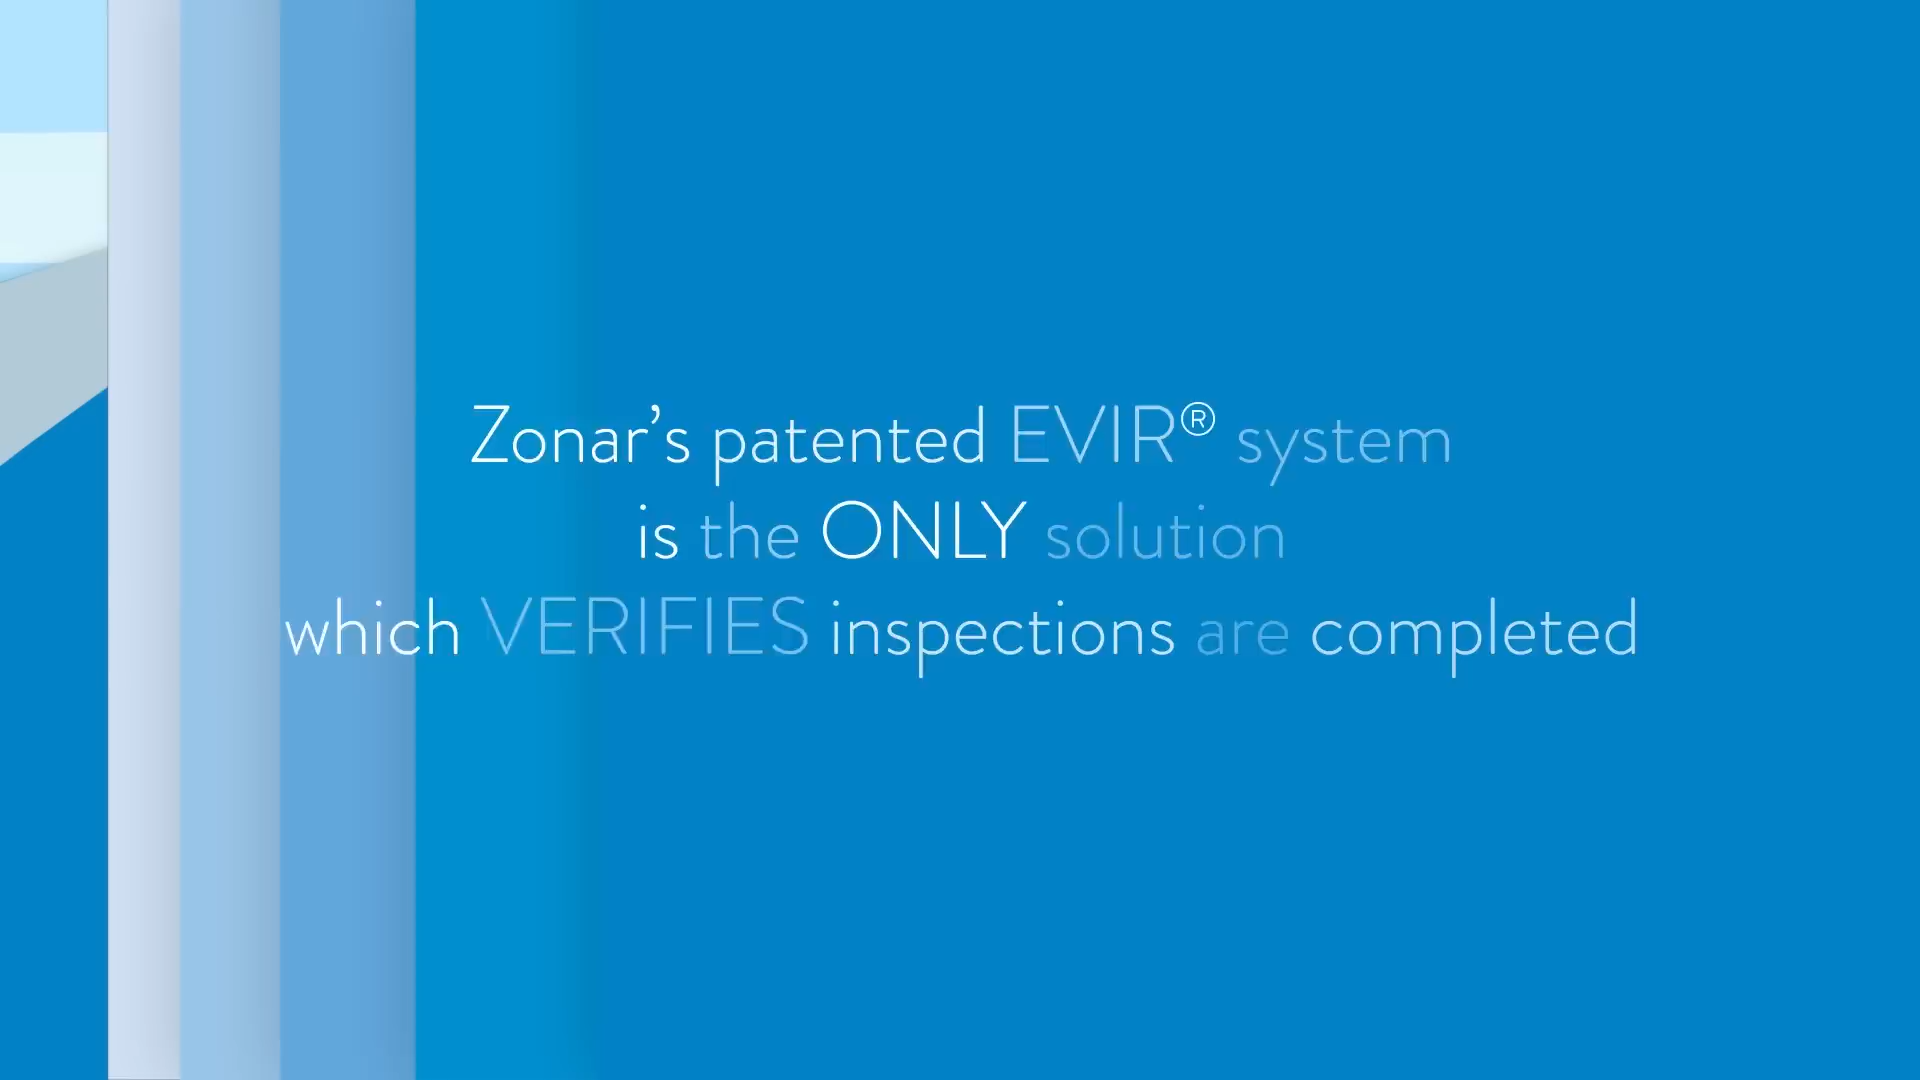 Zonar’s patented EVIR® system
is the ONLY solution
which VERIFIES inspections are completed